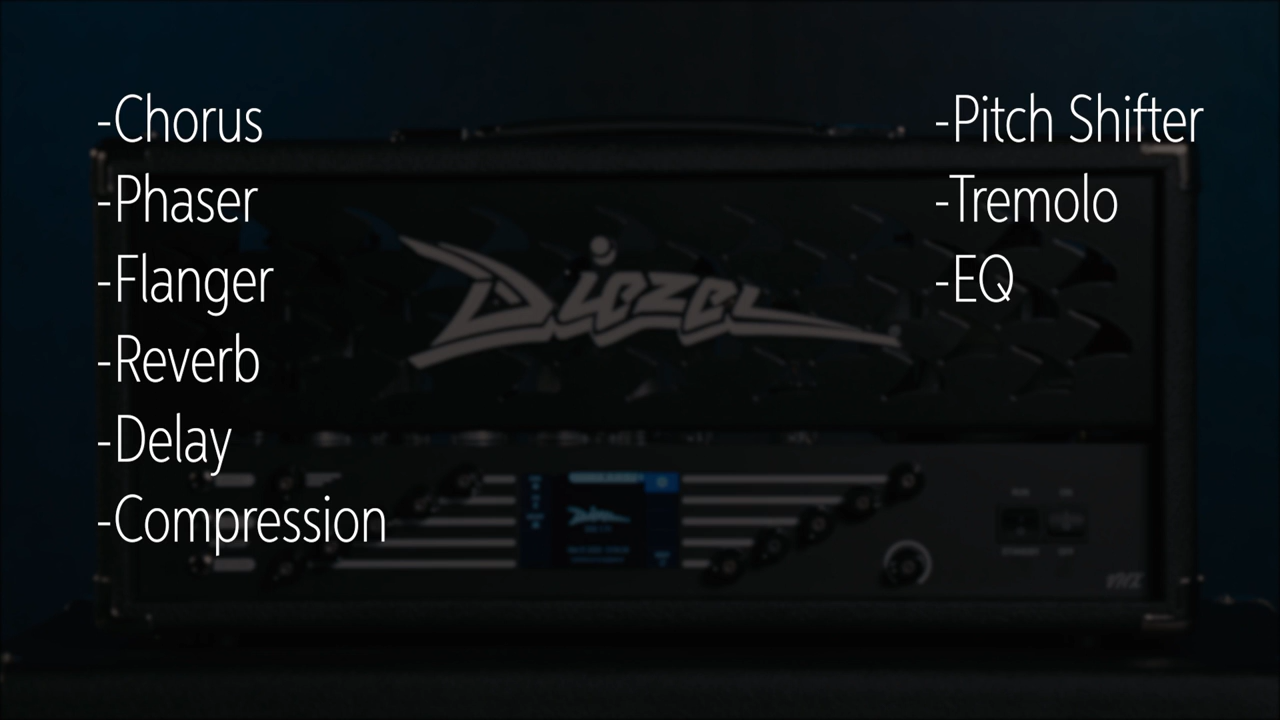 -Chorus
-Phaser
-Flanger
-Reverb
-Delay
-Compression
-Pitch Shifter
-Tremolo
-EQ
Diezel